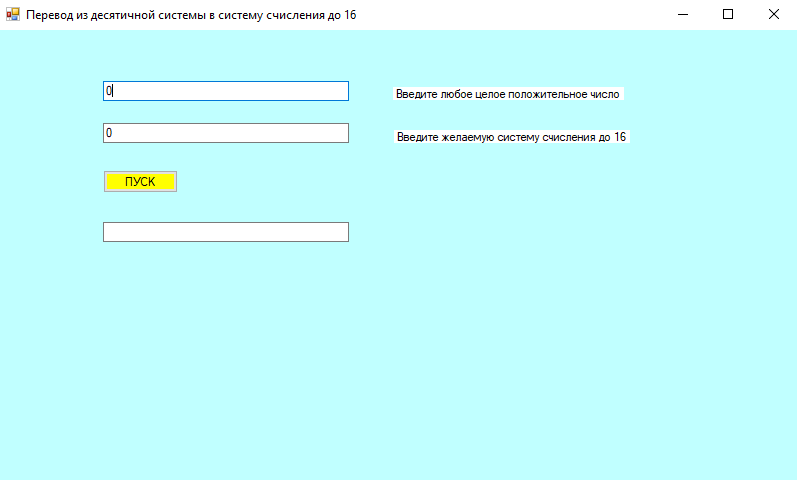 Перевод из десятичной системы в систему счисления до 16
0
Введите любое целое положительное число
0
Введите желаемую систему счисления до 16
ПУСК